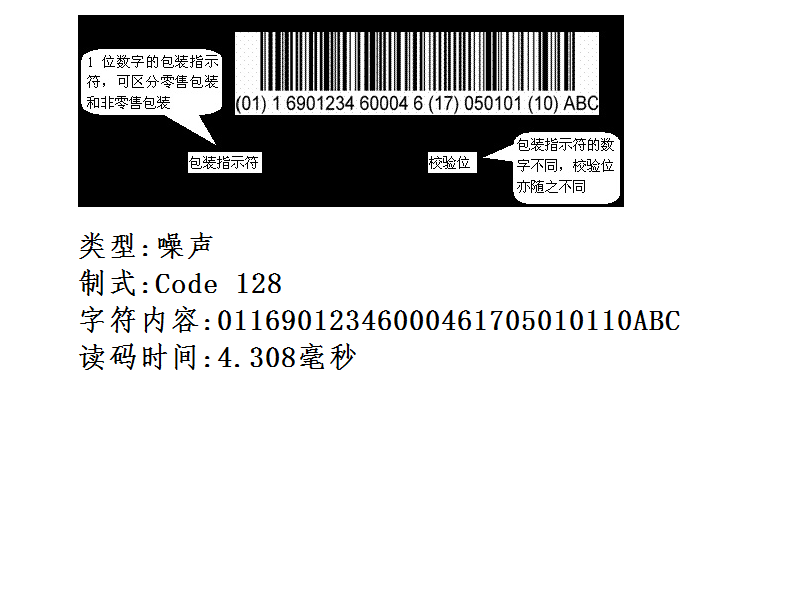 1 位数字的包装指示
符，可区分零售包装
和非零售包装
(01) 1 6901234 60004 6 (17) 050101 (10) ABC
包装指示符
校验位
包装指示符的数
字不同，校验位
亦随之不同
类型:噪声
制式:Code 128
字符内容:01169012346000461705010110ABC
读码时间:4.308毫秒